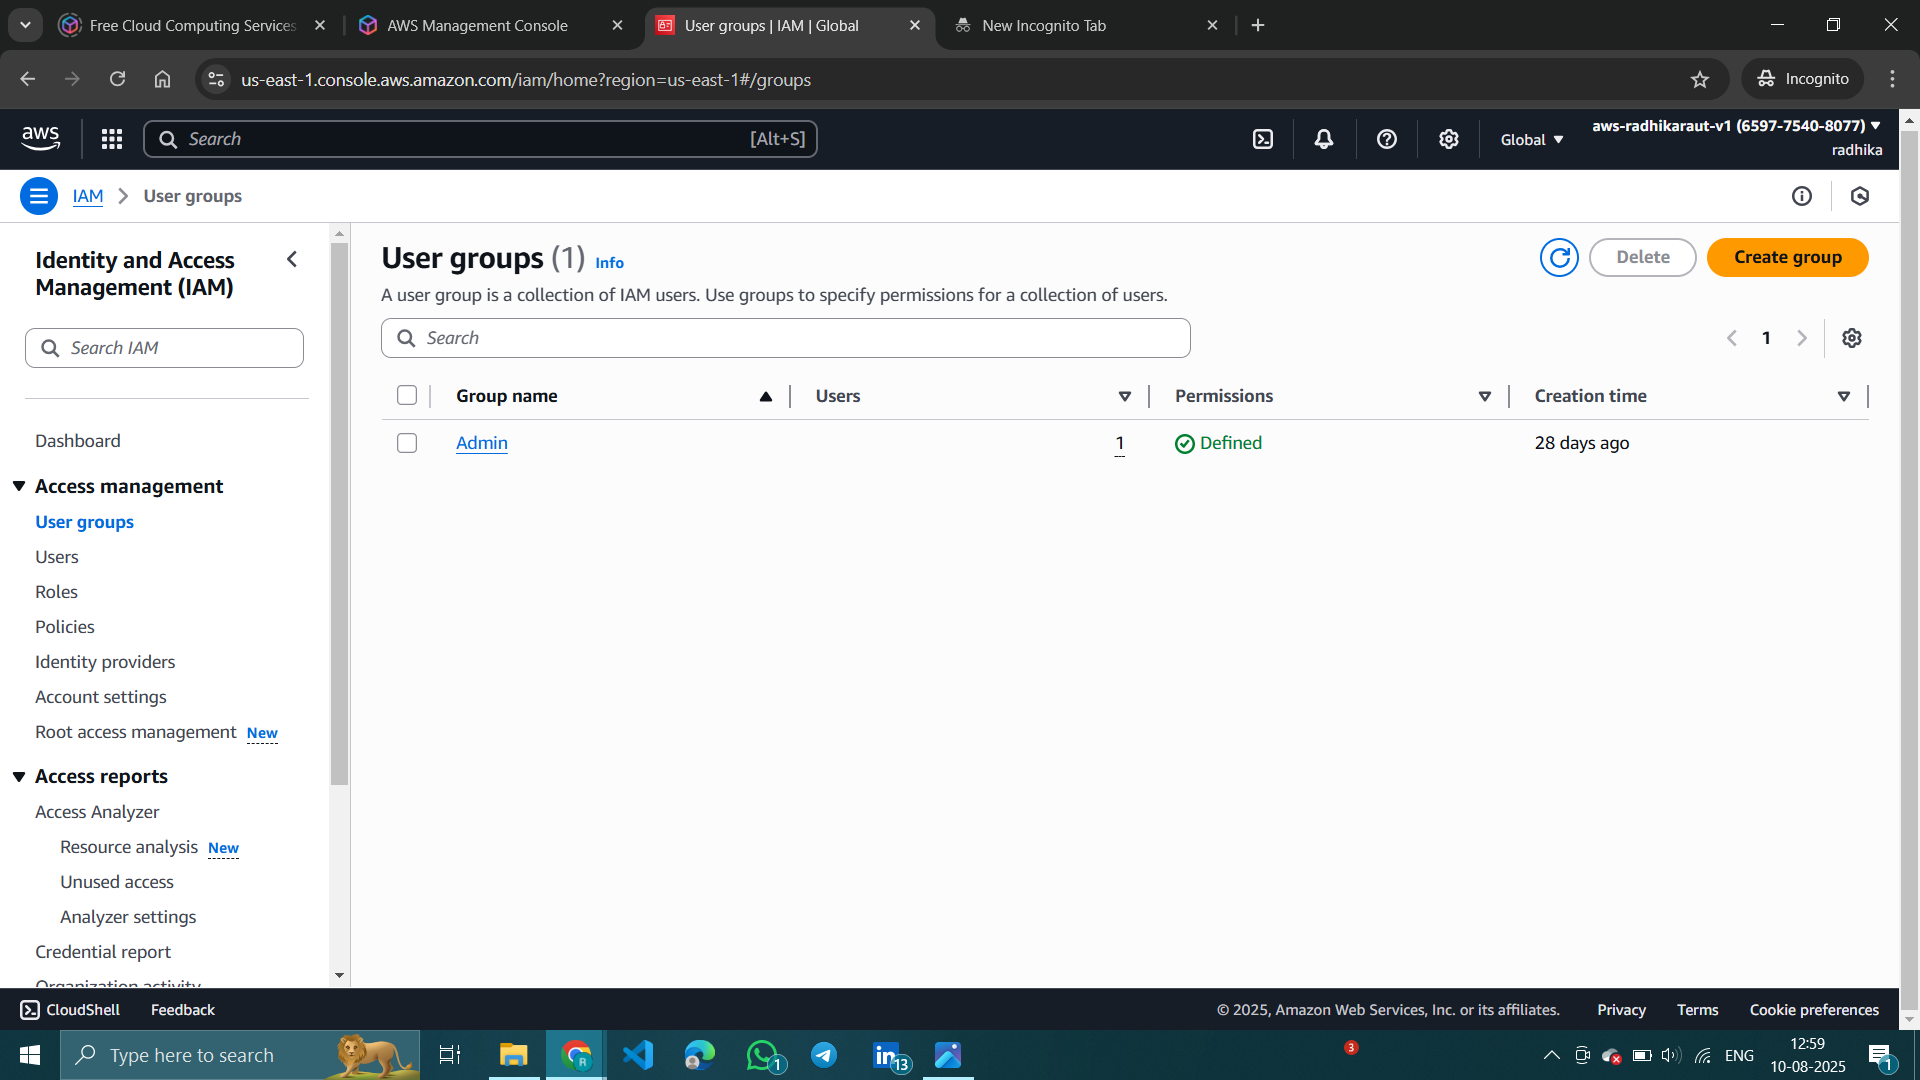 Free Cloud Computing Services
AWS Management Console
User groups | IAM | Global
New Incognito Tab
us-east-1.console.aws.amazon.com/iam/home?region=us-east-1#/groups
Incognito
aws
Search
[Alt+S]
Global
aws-radhikaraut-v1 (6597-7540-8077)
radhika
IAM
User groups
Identity and Access
Management (IAM)
Search IAM
Dashboard
Access management
User groups
Users
Roles
Policies
Identity providers
Account settings
Root access management New
Access reports
Access Analyzer
Resource analysis New
Unused access
Analyzer settings
Credential report
Organization activity
User groups (1) Info
Delete
Create group
A user group is a collection of IAM users. Use groups to specify permissions for a collection of users.
Search
1
Group name
Users
Permissions
Creation time
Admin
1
Defined
28 days ago
CloudShell
Feedback
© 2025, Amazon Web Services, Inc. or its affiliates.
Privacy
Terms
Cookie preferences
Type here to search
R
1
in
13
3
ENG
12:59
10-08-2025
1